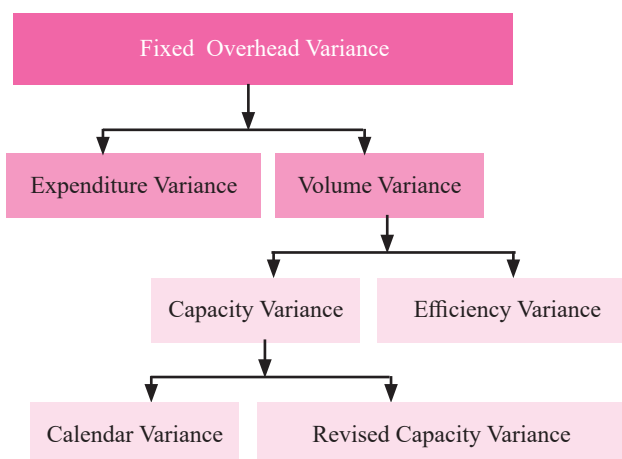 Fixed Overhead Variance
Expenditure Variance
Volume Variance
Capacity Variance
Efficiency Variance
Calendar Variance
Revised Capacity Variance